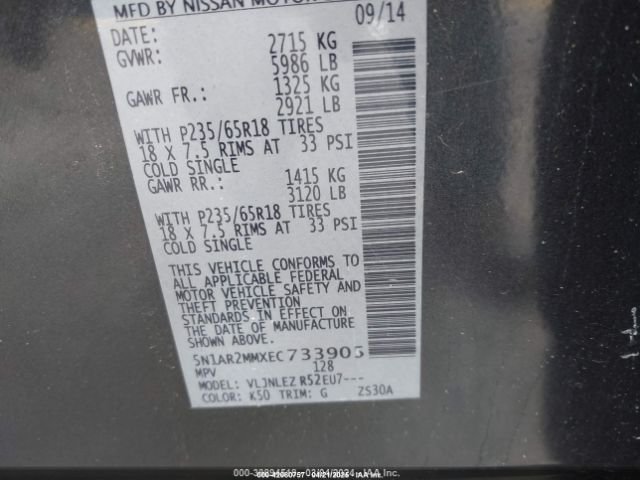 MFD BY NISSAN MOTOR
DATE: 09/14
GVWR: 2715 KG
5986 LB
GAWR FR.: 1325 KG
2921 LB
WITH P235/65R18 TIRES
18 X 7.5 RIMS AT 33 PSI
COLD SINGLE
GAWR RR.: 1415 KG
3120 LB
WITH P235/65R18 TIRES
18 X 7.5 RIMS AT 33 PSI
COLD SINGLE
THIS VEHICLE CONFORMS TO
ALL APPLICABLE FEDERAL
MOTOR VEHICLE SAFETY AND
THEFT PREVENTION
STANDARDS IN EFFECT ON
THE DATE OF MANUFACTURE
SHOWN ABOVE.
5N1AR2MMXEC733905
MPV 128
MODEL: VLJNLEZ R52EU7---
COLOR: K50 TRIM: G ZS30A
IAA Inc.